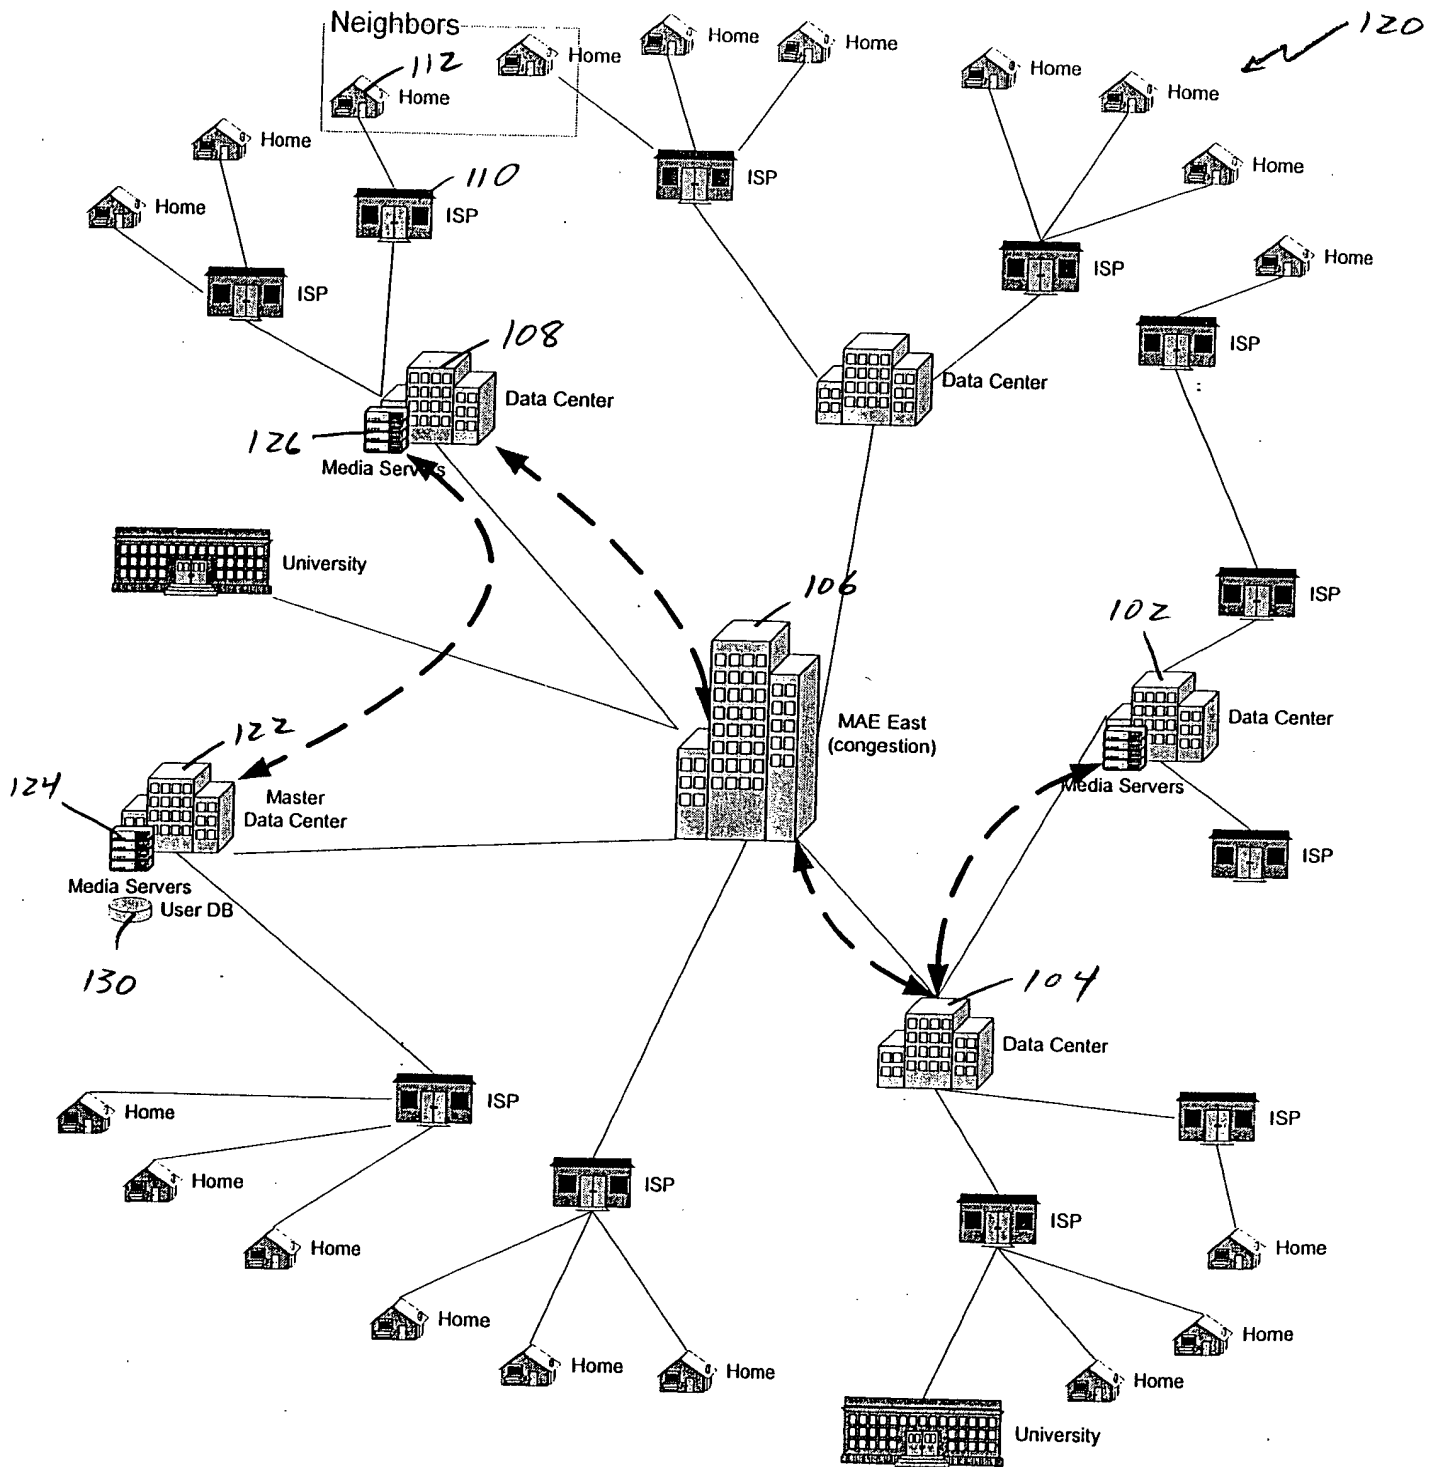 Neighbors
112
Home
Home
Home
Home
120
Home
Home
Home
Home
Home
110
ISP
ISP
ISP
ISP
Home
ISP
108
Data Center
126
Media Servers
Data Center
University
106
MAE East
(congestion)
ISP
102
Data Center
Media Servers
122
124
Master
Data Center
Media Servers
User DB
130
ISP
104
Data Center
ISP
Home
Home
Home
ISP
Home
Home
Home
ISP
Home
ISP
Home
Home
University